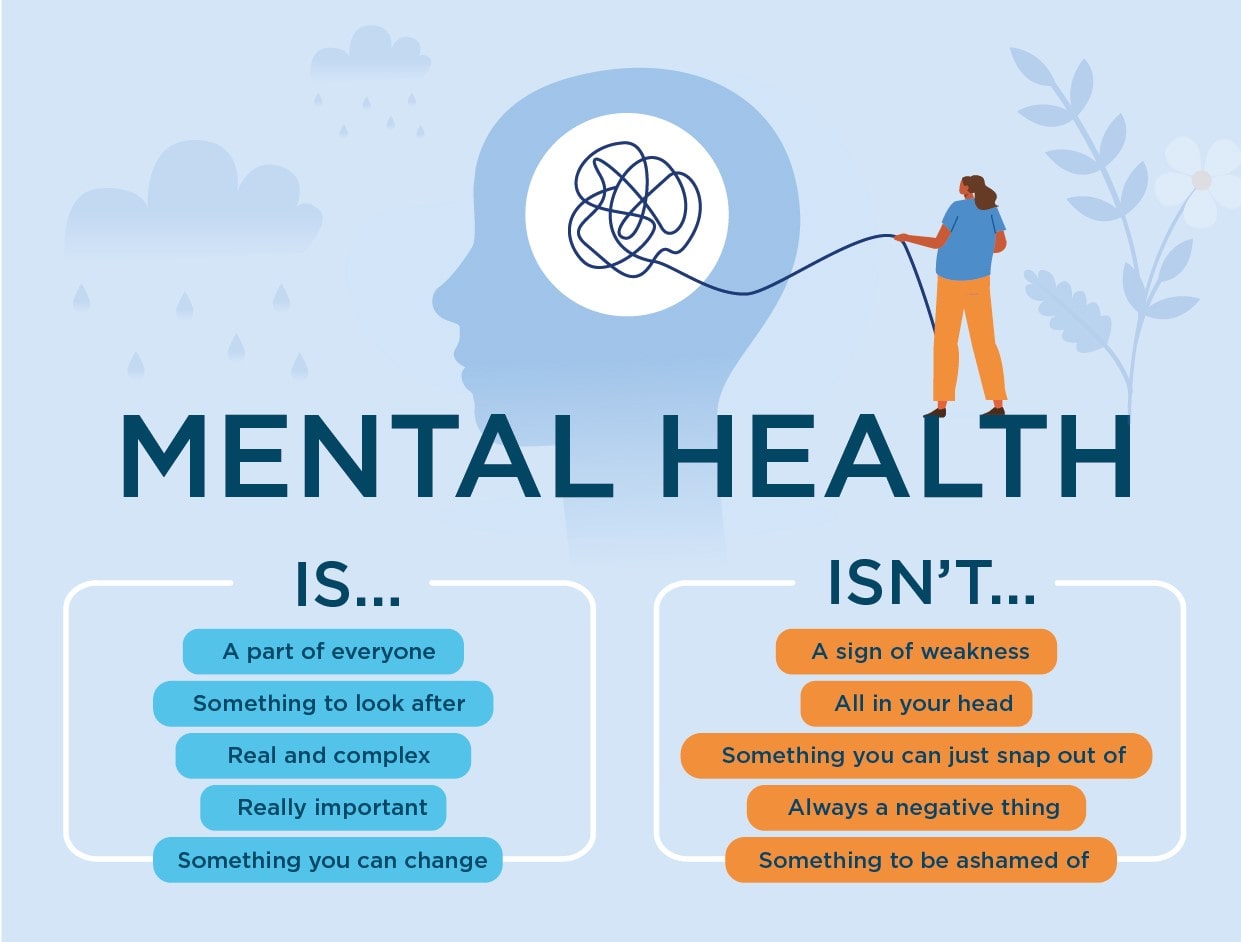 MENTAL HEALTH
IS...
A part of everyone
Something to look after
Real and complex
Really important
Something you can change
ISN’T...
A sign of weakness
All in your head
Something you can just snap out of
Always a negative thing
Something to be ashamed of